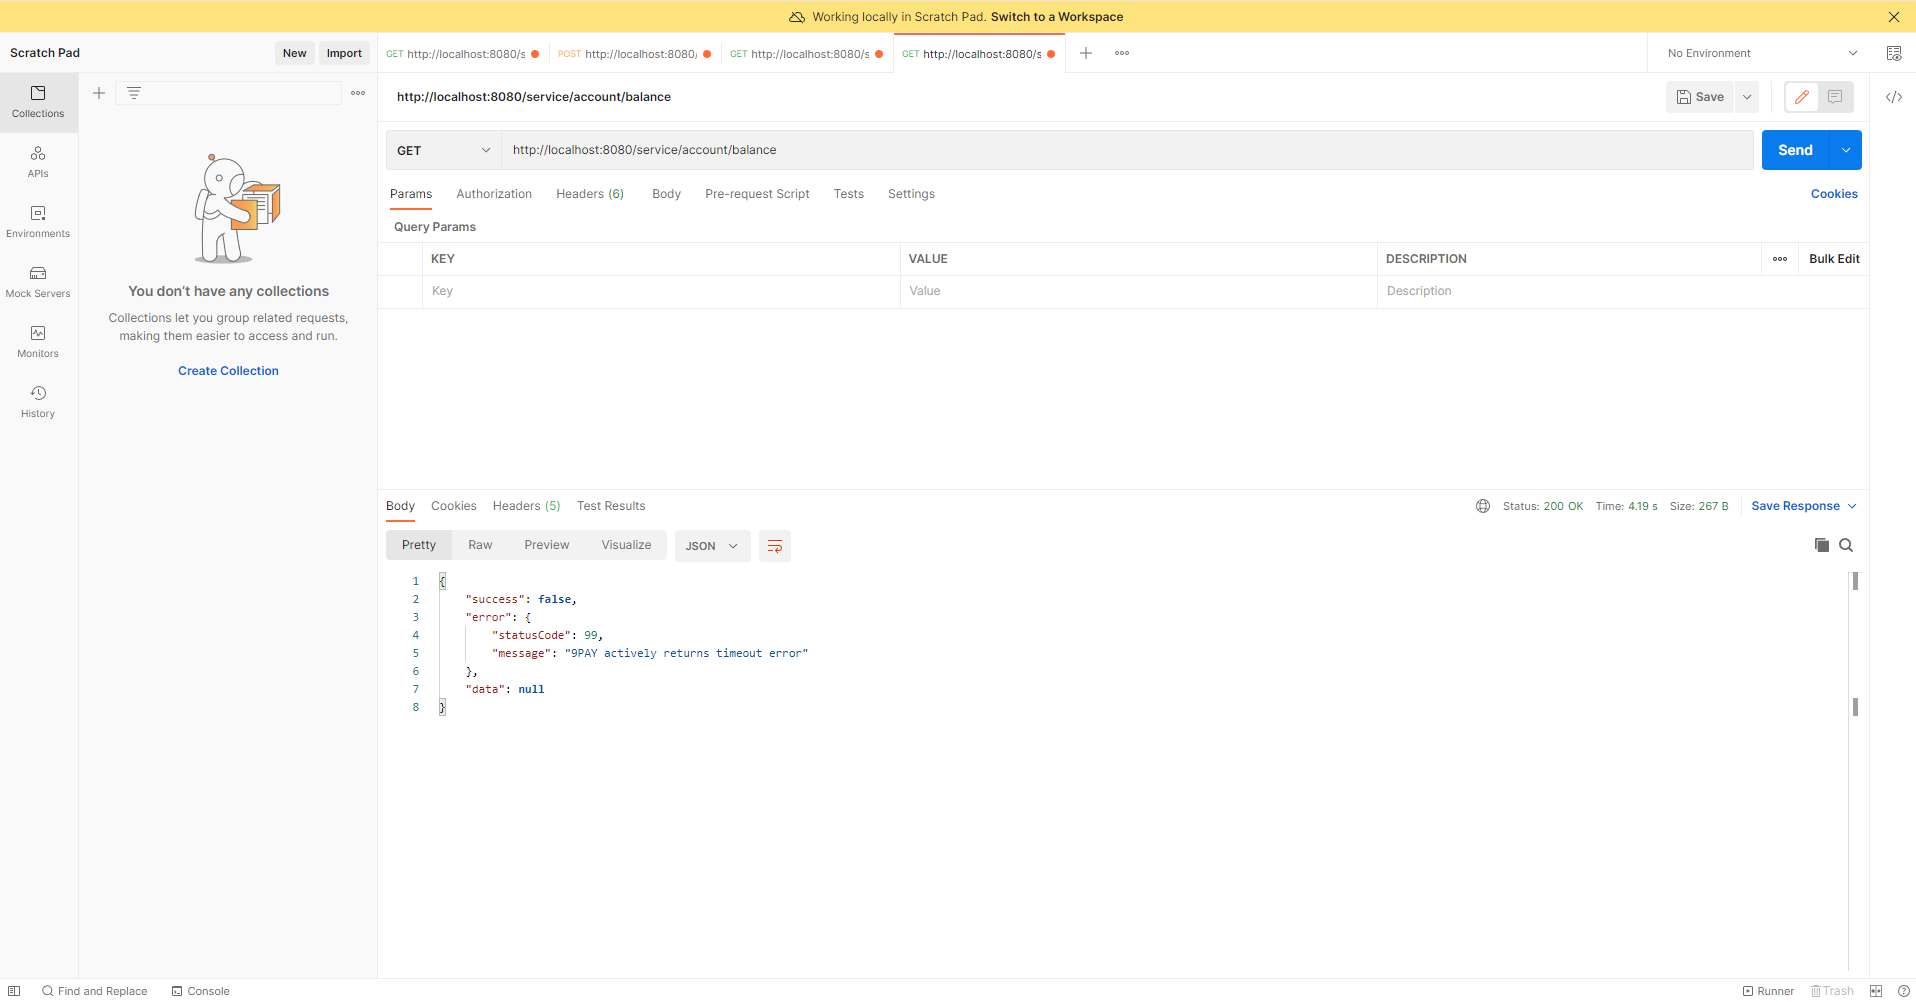 Working locally in Scratch Pad. Switch to a Workspace
Scratch Pad
New
Import
GET http://localhost:8080/s
POST http://localhost:8080/
GET http://localhost:8080/s
GET http://localhost:8080/s
No Environment
Collections
APIs
Environments
Mock Servers
Monitors
History
You don't have any collections
Collections let you group related requests,
making them easier to access and run.
Create Collection
http://localhost:8080/service/account/balance
Save
GET
http://localhost:8080/service/account/balance
Send
Params
Authorization
Headers (6)
Body
Pre-request Script
Tests
Settings
Cookies
Query Params
KEY
VALUE
DESCRIPTION
Bulk Edit
Key
Value
Description
Body
Cookies
Headers (5)
Test Results
Status: 200 OK
Time: 4.19 s
Size: 267 B
Save Response
Pretty
Raw
Preview
Visualize
JSON
1 {
2 "success": false,
3 "error": {
4 "statusCode": 99,
5 "message": "9PAY actively returns timeout error"
6 },
7 "data": null
8 }
Find and Replace
Console
Runner
Trash